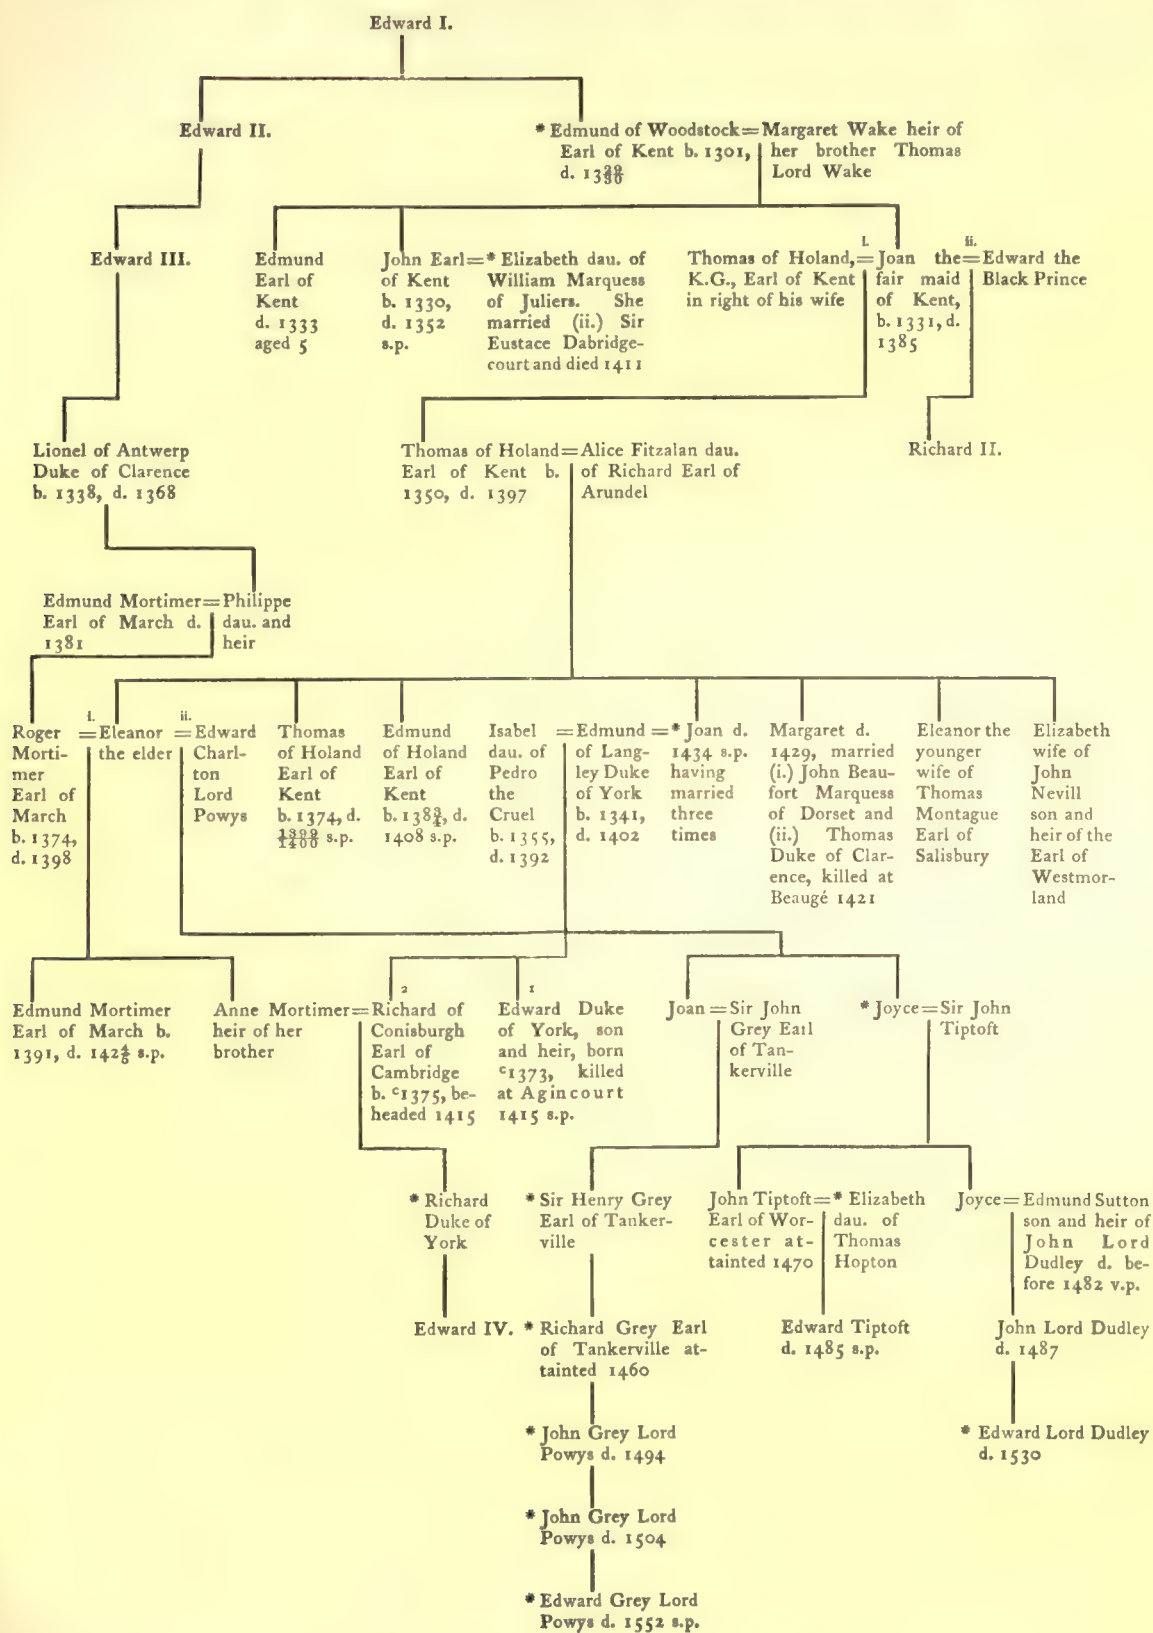 Edward I.
Edward II.
* Edmund of Woodstock=
Earl of Kent b. 1301,
d. 13 29/30
Margaret Wake heir of
her brother Thomas
Lord Wake
Edward III.
Edmund
Earl of
Kent
d. 1333
aged 5
John Earl=
of Kent
b. 1330,
d. 1352
s.p.
* Elizabeth dau. of
William Marquess
of Juliers. She
married (ii.) Sir
Eustace Dabridge-
court and died 1411
Thomas of Holand,=
K.G., Earl of Kent
in right of his wife
i.
Joan the=
fair maid
of Kent,
b. 1331, d.
1385
ii.
Edward the
Black Prince
Lionel of Antwerp
Duke of Clarence
b. 1338, d. 1368
Thomas of Holand=
Earl of Kent b.
1350, d. 1397
Alice Fitzalan dau.
of Richard Earl of
Arundel
Richard II.
Edmund Mortimer=
Earl of March d.
1381
Philippe
dau. and
heir
Roger
Morti-
mer
Earl of
March
b. 1374,
d. 1398
i.
=Eleanor
the elder
ii.
=Edward
Charl-
ton
Lord
Powys
Thomas
of Holand
Earl of
Kent
b. 1374, d.
1399/1400 s.p.
Edmund
of Holand
Earl of
Kent
b. 138¾, d.
1408 s.p.
Isabel
dau. of
Pedro
the
Cruel
b. 1355,
d. 1392
=Edmund=
of Lang-
ley Duke
of York
b. 1341,
d. 1402
* Joan d.
1434 s.p.
having
married
three
times
Margaret d.
1429, married
(i.) John Beau-
fort Marquess
of Dorset and
(ii.) Thomas
Duke of Clar-
ence, killed at
Beaugé 1421
Eleanor the
younger
wife of
Thomas
Montague
Earl of
Salisbury
Elizabeth
wife of
John
Nevill
son and
heir of the
Earl of
Westmor-
land
Edmund Mortimer
Earl of March b.
1391, d. 142⅘ s.p.
Anne Mortimer=
heir of her
brother
2
Richard of
Conisburgh
Earl of
Cambridge
b. c1375, be-
headed 1415
1
Edward Duke
of York, son
and heir, born
c1373, killed
at Agincourt
1415 s.p.
Joan=
Sir John
Grey Earl
of Tan-
kerville
* Joyce=
Sir John
Tiptoft
* Richard
Duke of
York
* Sir Henry Grey
Earl of Tanker-
ville
John Tiptoft=
Earl of Wor-
cester at-
tainted 1470
* Elizabeth
dau. of
Thomas
Hopton
Joyce=
Edmund Sutton
son and heir of
John Lord
Dudley d. be-
fore 1482 v.p.
Edward IV.
* Richard Grey Earl
of Tankerville at-
tainted 1460
Edward Tiptoft
d. 1485 s.p.
John Lord Dudley
d. 1487
* John Grey Lord
Powys d. 1494
* Edward Lord Dudley
d. 1530
* John Grey Lord
Powys d. 1504
* Edward Grey Lord
Powys d. 1552 s.p.